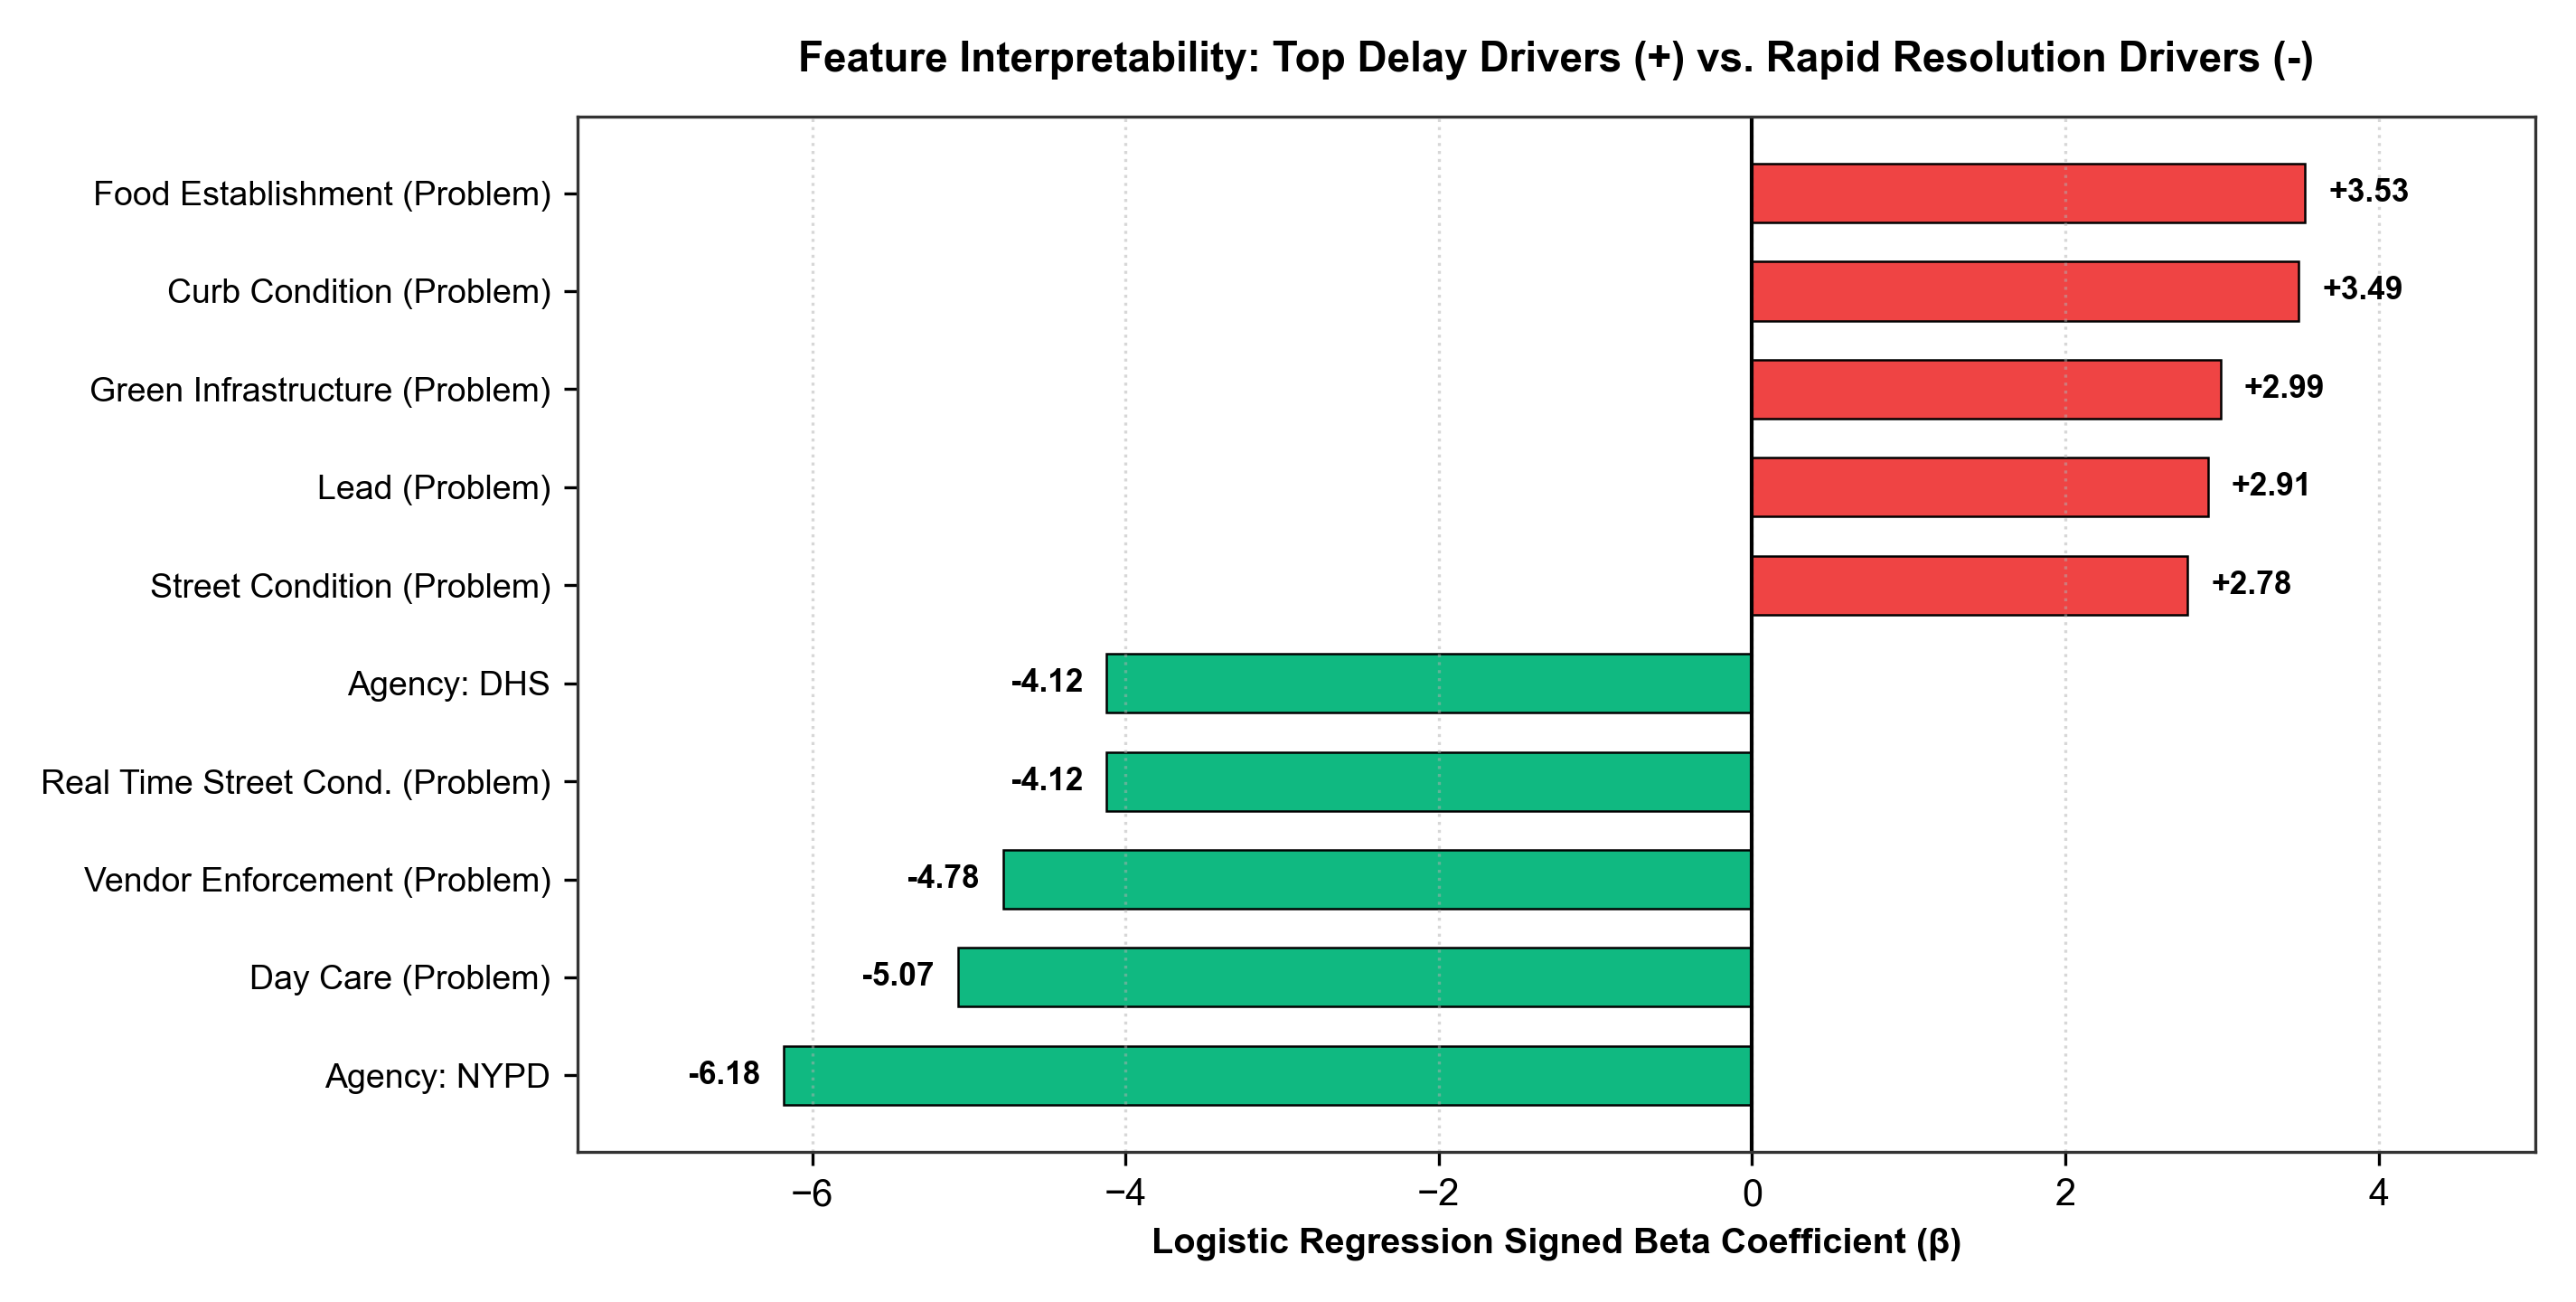 Feature Interpretability: Top Delay Drivers (+) vs. Rapid Resolution Drivers (-)
Food Establishment (Problem)
+3.53
Curb Condition (Problem)
+3.49
Green Infrastructure (Problem)
+2.99
Lead (Problem)
+2.91
Street Condition (Problem)
+2.78
Agency: DHS
-4.12
Real Time Street Cond. (Problem)
-4.12
Vendor Enforcement (Problem)
-4.78
Day Care (Problem)
-5.07
Agency: NYPD
-6.18
−6 −4 −2 0 2 4
Logistic Regression Signed Beta Coefficient (β)